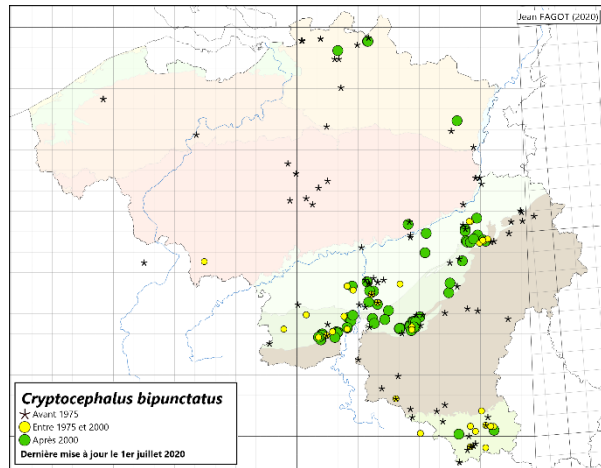 Jean FAGOT (2020)
Cryptocephalus bipunctatus
Avant 1975
Entre 1975 et 2000
Après 2000
Dernière mise à jour le 1er juillet 2020